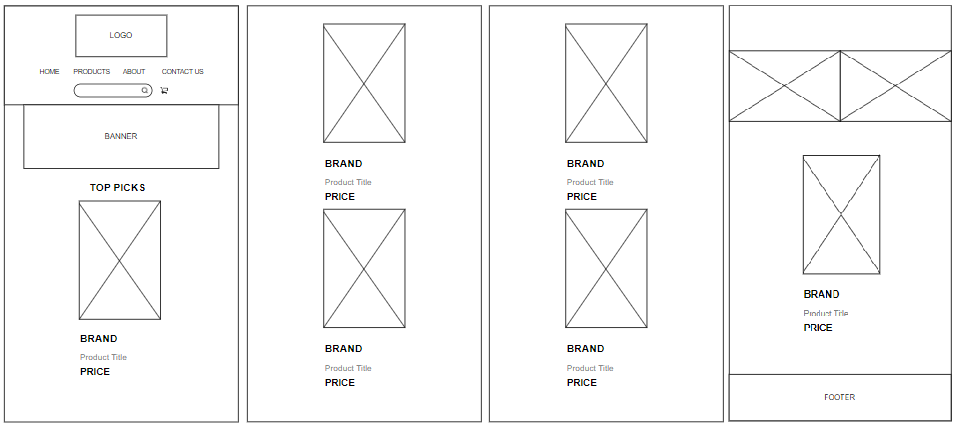 LOGO
HOME PRODUCTS ABOUT CONTACT US
BANNER
TOP PICKS
BRAND
Product Title
PRICE
BRAND
Product Title
PRICE
BRAND
Product Title
PRICE
BRAND
Product Title
PRICE
BRAND
Product Title
PRICE
BRAND
Product Title
PRICE
FOOTER